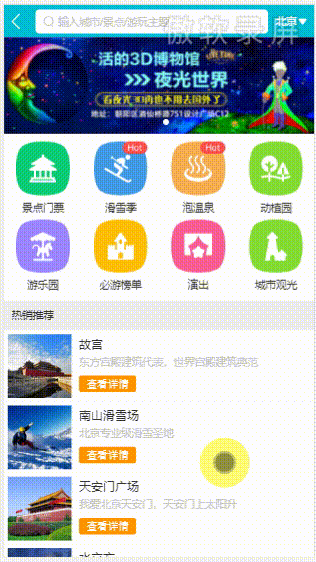 输入城市/景点/游玩主题
傲软录屏
北京
活的3D博物馆
>>> 夜光世界
看夜光3D再也不用去国外了
地址：朝阳区酒仙桥路751设计广场C12
Hot
Hot
景点门票
滑雪季
泡温泉
动植园
游乐园
必游榜单
演出
城市观光
热销推荐
故宫
东方宫殿建筑代表，世界宫殿建筑典范
查看详情
南山滑雪场
北京专业级滑雪圣地
查看详情
天安门广场
我爱北京天安门，天安门上太阳升
查看详情